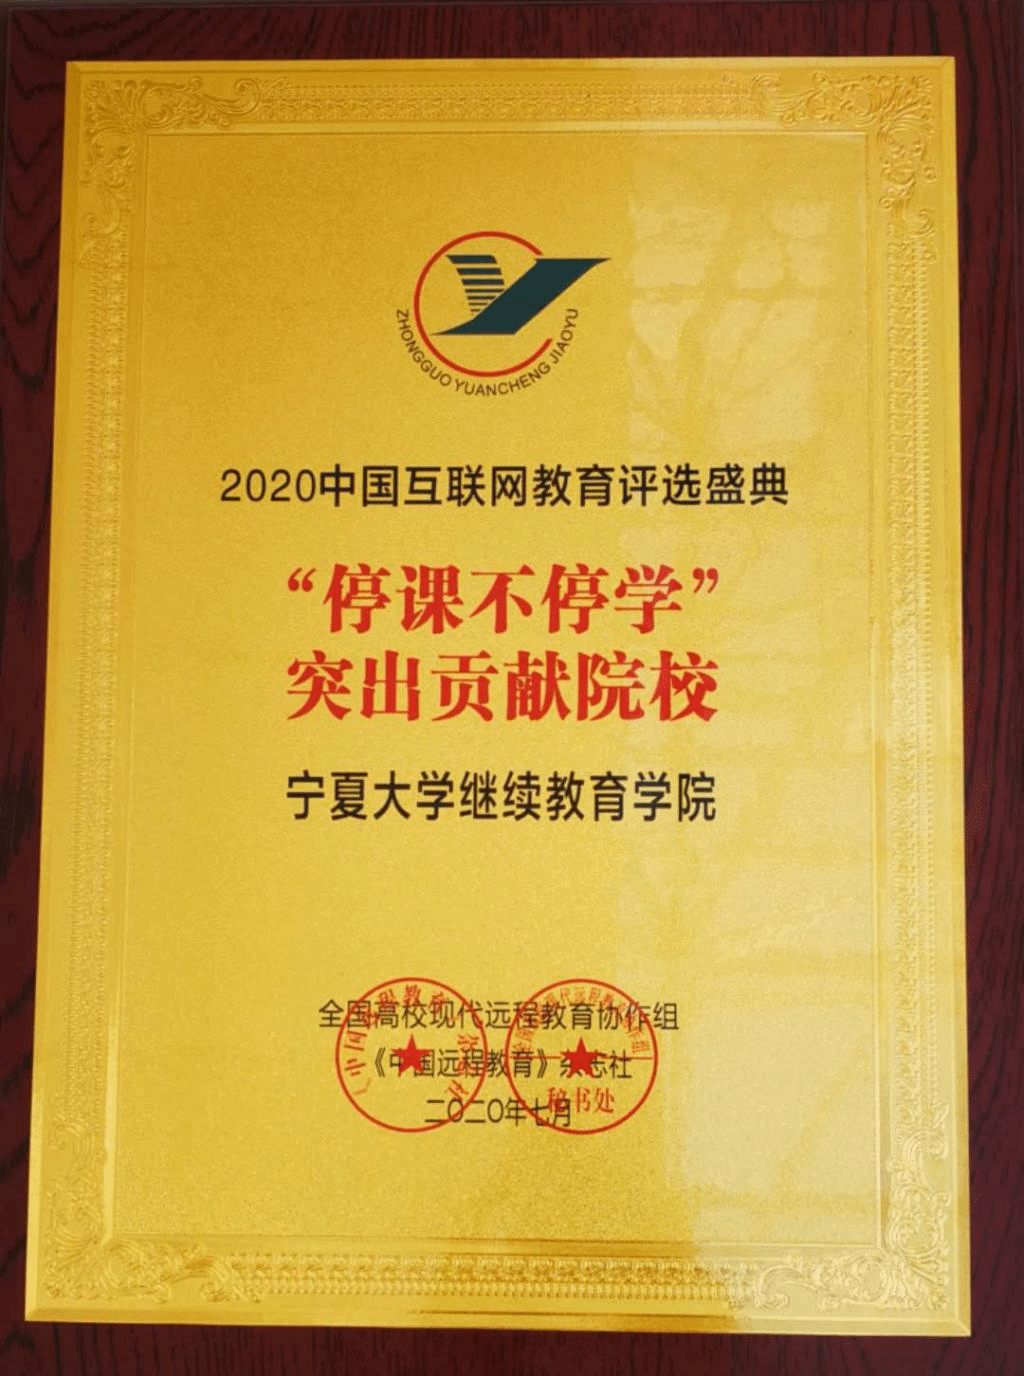 ZHONGGUO YUANCHENG JIAOYU
2020中国互联网教育评选盛典
“停课不停学”
突出贡献院校
宁夏大学继续教育学院
全国高校现代远程教育协作组
《中国远程教育》杂志社
二〇二〇年七月
秘书处